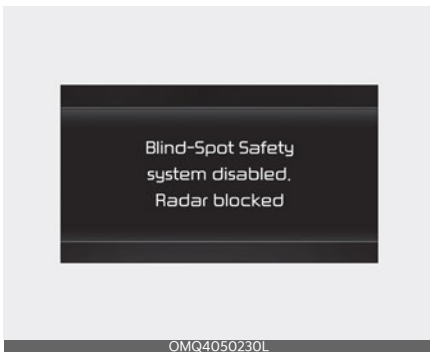 Blind-Spot Safety
system disabled.
Radar blocked
OMQ4050230L